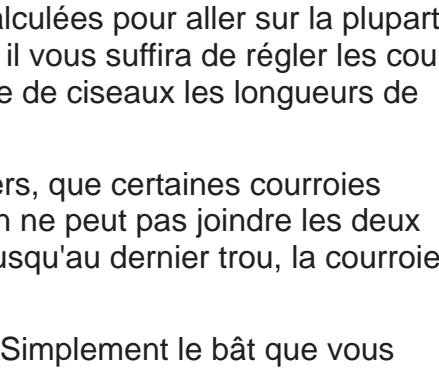 alculées pour aller sur la plupart
il vous suffira de régler les cou
e de ciseaux les longueurs de
ers, que certaines courroies
n ne peut pas joindre les deux
usqu'au dernier trou, la courroie
Simplement le bât que vous